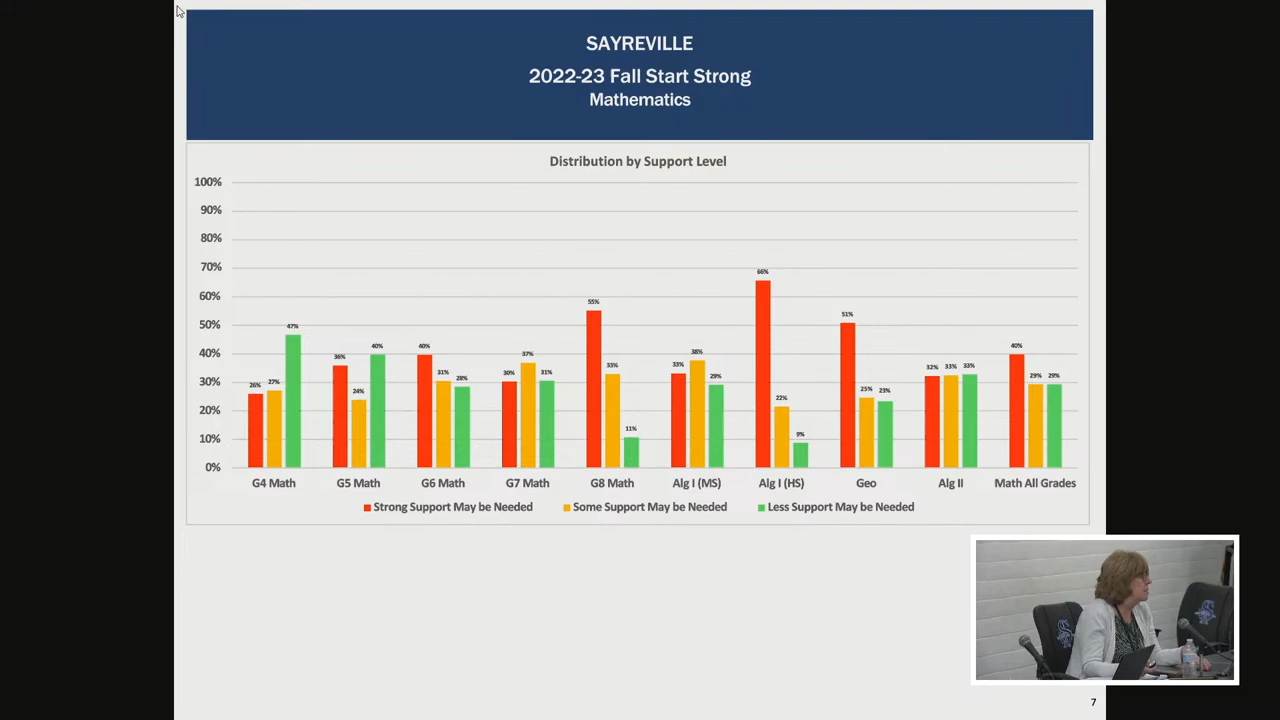 SAYREVILLE
2022-23 Fall Start Strong
Mathematics
Distribution by Support Level
100%
90%
80%
70%
60%
50%
40%
30%
20%
10%
0%
26% 27% 47%
36% 24% 40%
40% 31% 28%
30% 37% 31%
55% 33% 11%
33% 38% 29%
66% 22% 9%
51% 25% 23%
32% 33% 33%
40% 29% 29%
G4 Math G5 Math G6 Math G7 Math G8 Math Alg I (MS) Alg I (HS) Geo Alg II Math All Grades
Strong Support May be Needed Some Support May be Needed Less Support May be Needed
7